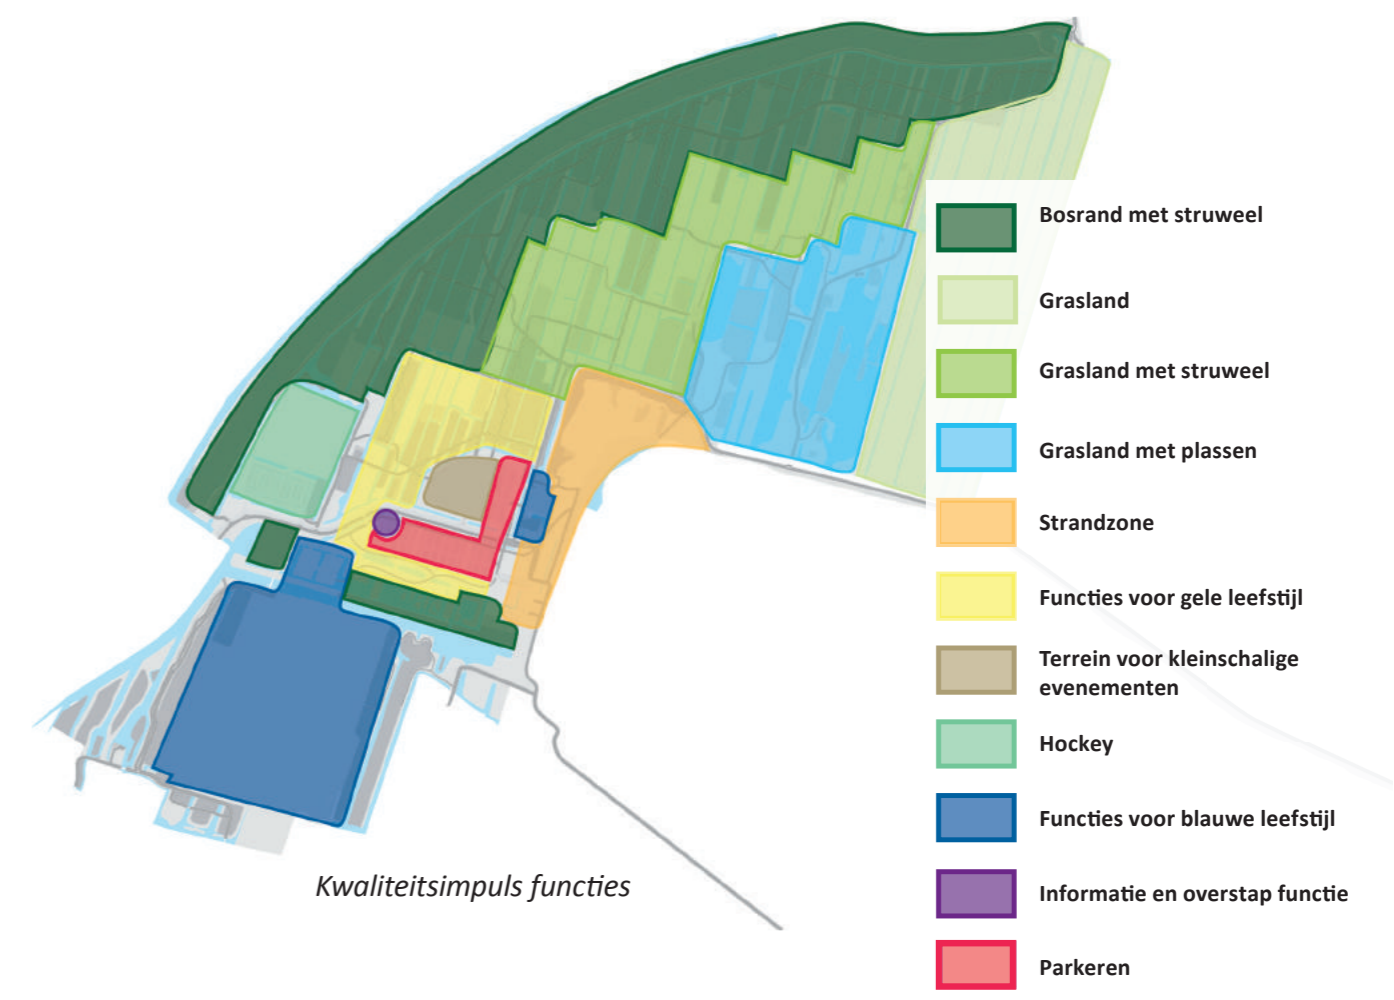 Bosrand met struweel
Grasland
Grasland met struweel
Grasland met plassen
Strandzone
Functies voor gele leefstijl
Terrein voor kleinschalige
evenementen
Hockey
Functies voor blauwe leefstijl
Informatie en overstap functie
Parkeren
Kwaliteitsimpuls functies